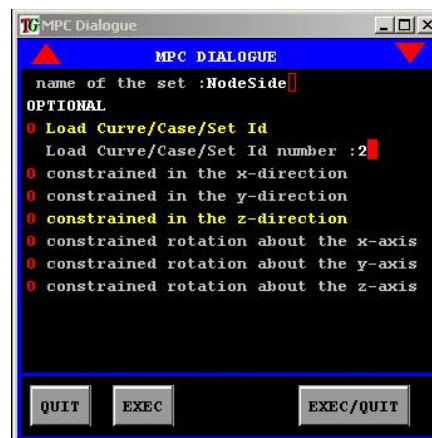 TG MPC Dialogue
MPC DIALOGUE
name of the set :NodeSide
OPTIONAL
0 Load Curve/Case/Set Id
Load Curve/Case/Set Id number :2
0 constrained in the x-direction
0 constrained in the y-direction
0 constrained in the z-direction
0 constrained rotation about the x-axis
0 constrained rotation about the y-axis
0 constrained rotation about the z-axis
QUIT EXEC EXEC/QUIT